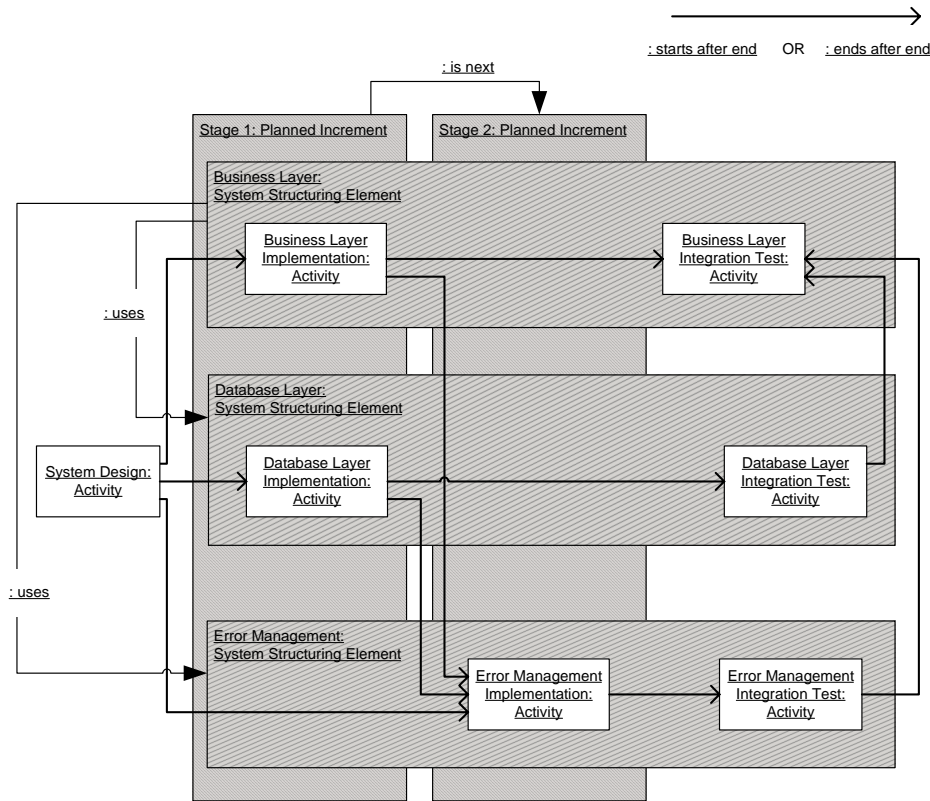 : starts after end OR : ends after end
: is next
Stage 1: Planned Increment
Stage 2: Planned Increment
Business Layer:
System Structuring Element
Business Layer
Implementation:
Activity
Business Layer
Integration Test:
Activity
: uses
Database Layer:
System Structuring Element
System Design:
Activity
Database Layer
Implementation:
Activity
Database Layer
Integration Test:
Activity
: uses
Error Management:
System Structuring Element
Error Management
Implementation:
Activity
Error Management
Integration Test:
Activity